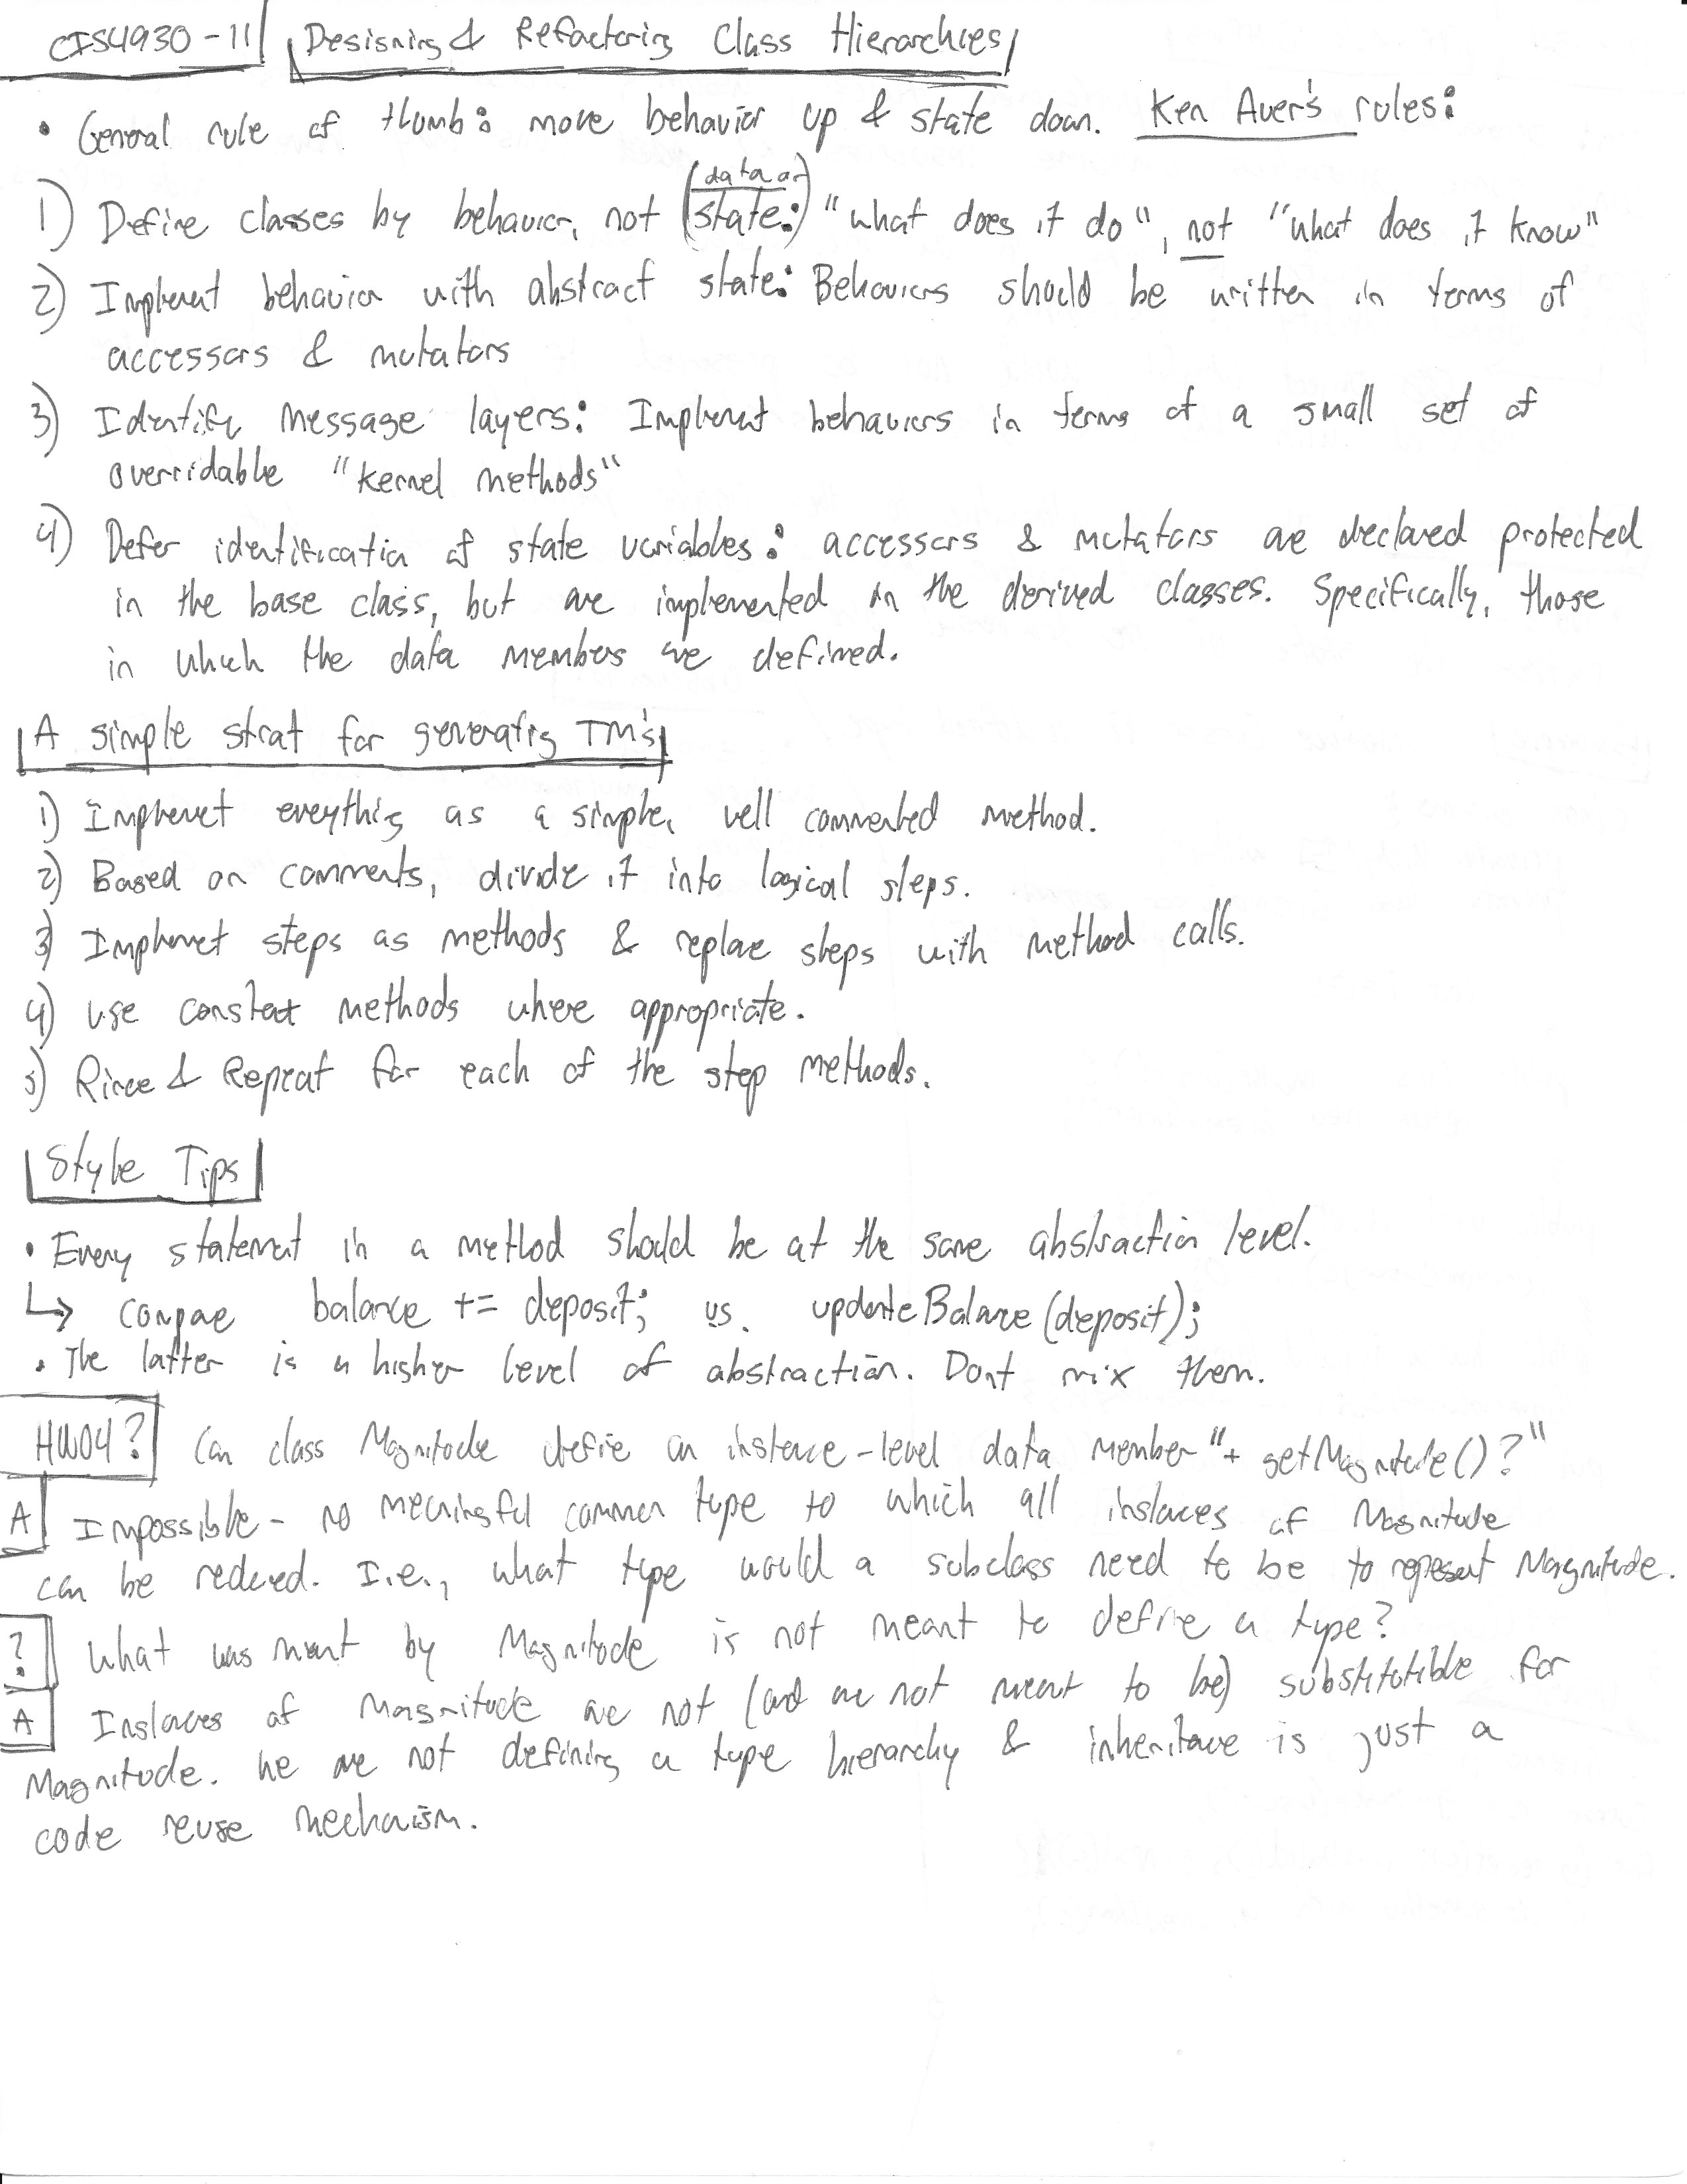 CIS4930-11 Designing & Refactoring Class Hierarchies
• General rule of thumb: move behavior up & state down. Ken Auer's rules:
1) Define classes by behavior, not (data or state:) "what does it do", not "what does it know"
2) Implement behavior with abstract state: Behaviors should be written in terms of
accessors & mutators
3) Identify message layers: Implement behaviors in terms of a small set of
overridable "kernel methods"
4) Defer identification of state variables: accessors & mutators are declared protected
in the base class, but are implemented in the derived classes. Specifically, those
in which the data members are defined.
A simple strat for generating TM's
1) Implement everything as a simple, well commented method.
2) Based on comments, divide it into logical steps.
3) Implement steps as methods & replace steps with method calls.
4) Use constant methods where appropriate.
5) Rince & Repeat for each of the step methods.
Style Tips
• Every statement in a method should be at the same abstraction level.
↳ compare balance += deposit; vs. updateBalance(deposit);
• The latter is a higher level of abstraction. Dont mix them.
HW04? Can class Magnitude define an instance-level data member "+ getMagnitude()?"
A Impossible - no meaningful common type to which all instances of Magnitude
can be reduced. I.e., what type would a subclass need to be to represent Magnitude.
? What was meant by Magnitude is not meant to define a type?
A Instances of Magnitude are not (and are not meant to be) substitutible for
Magnitude. We are not defining a type hierarchy & inheritance is just a
code reuse mechanism.